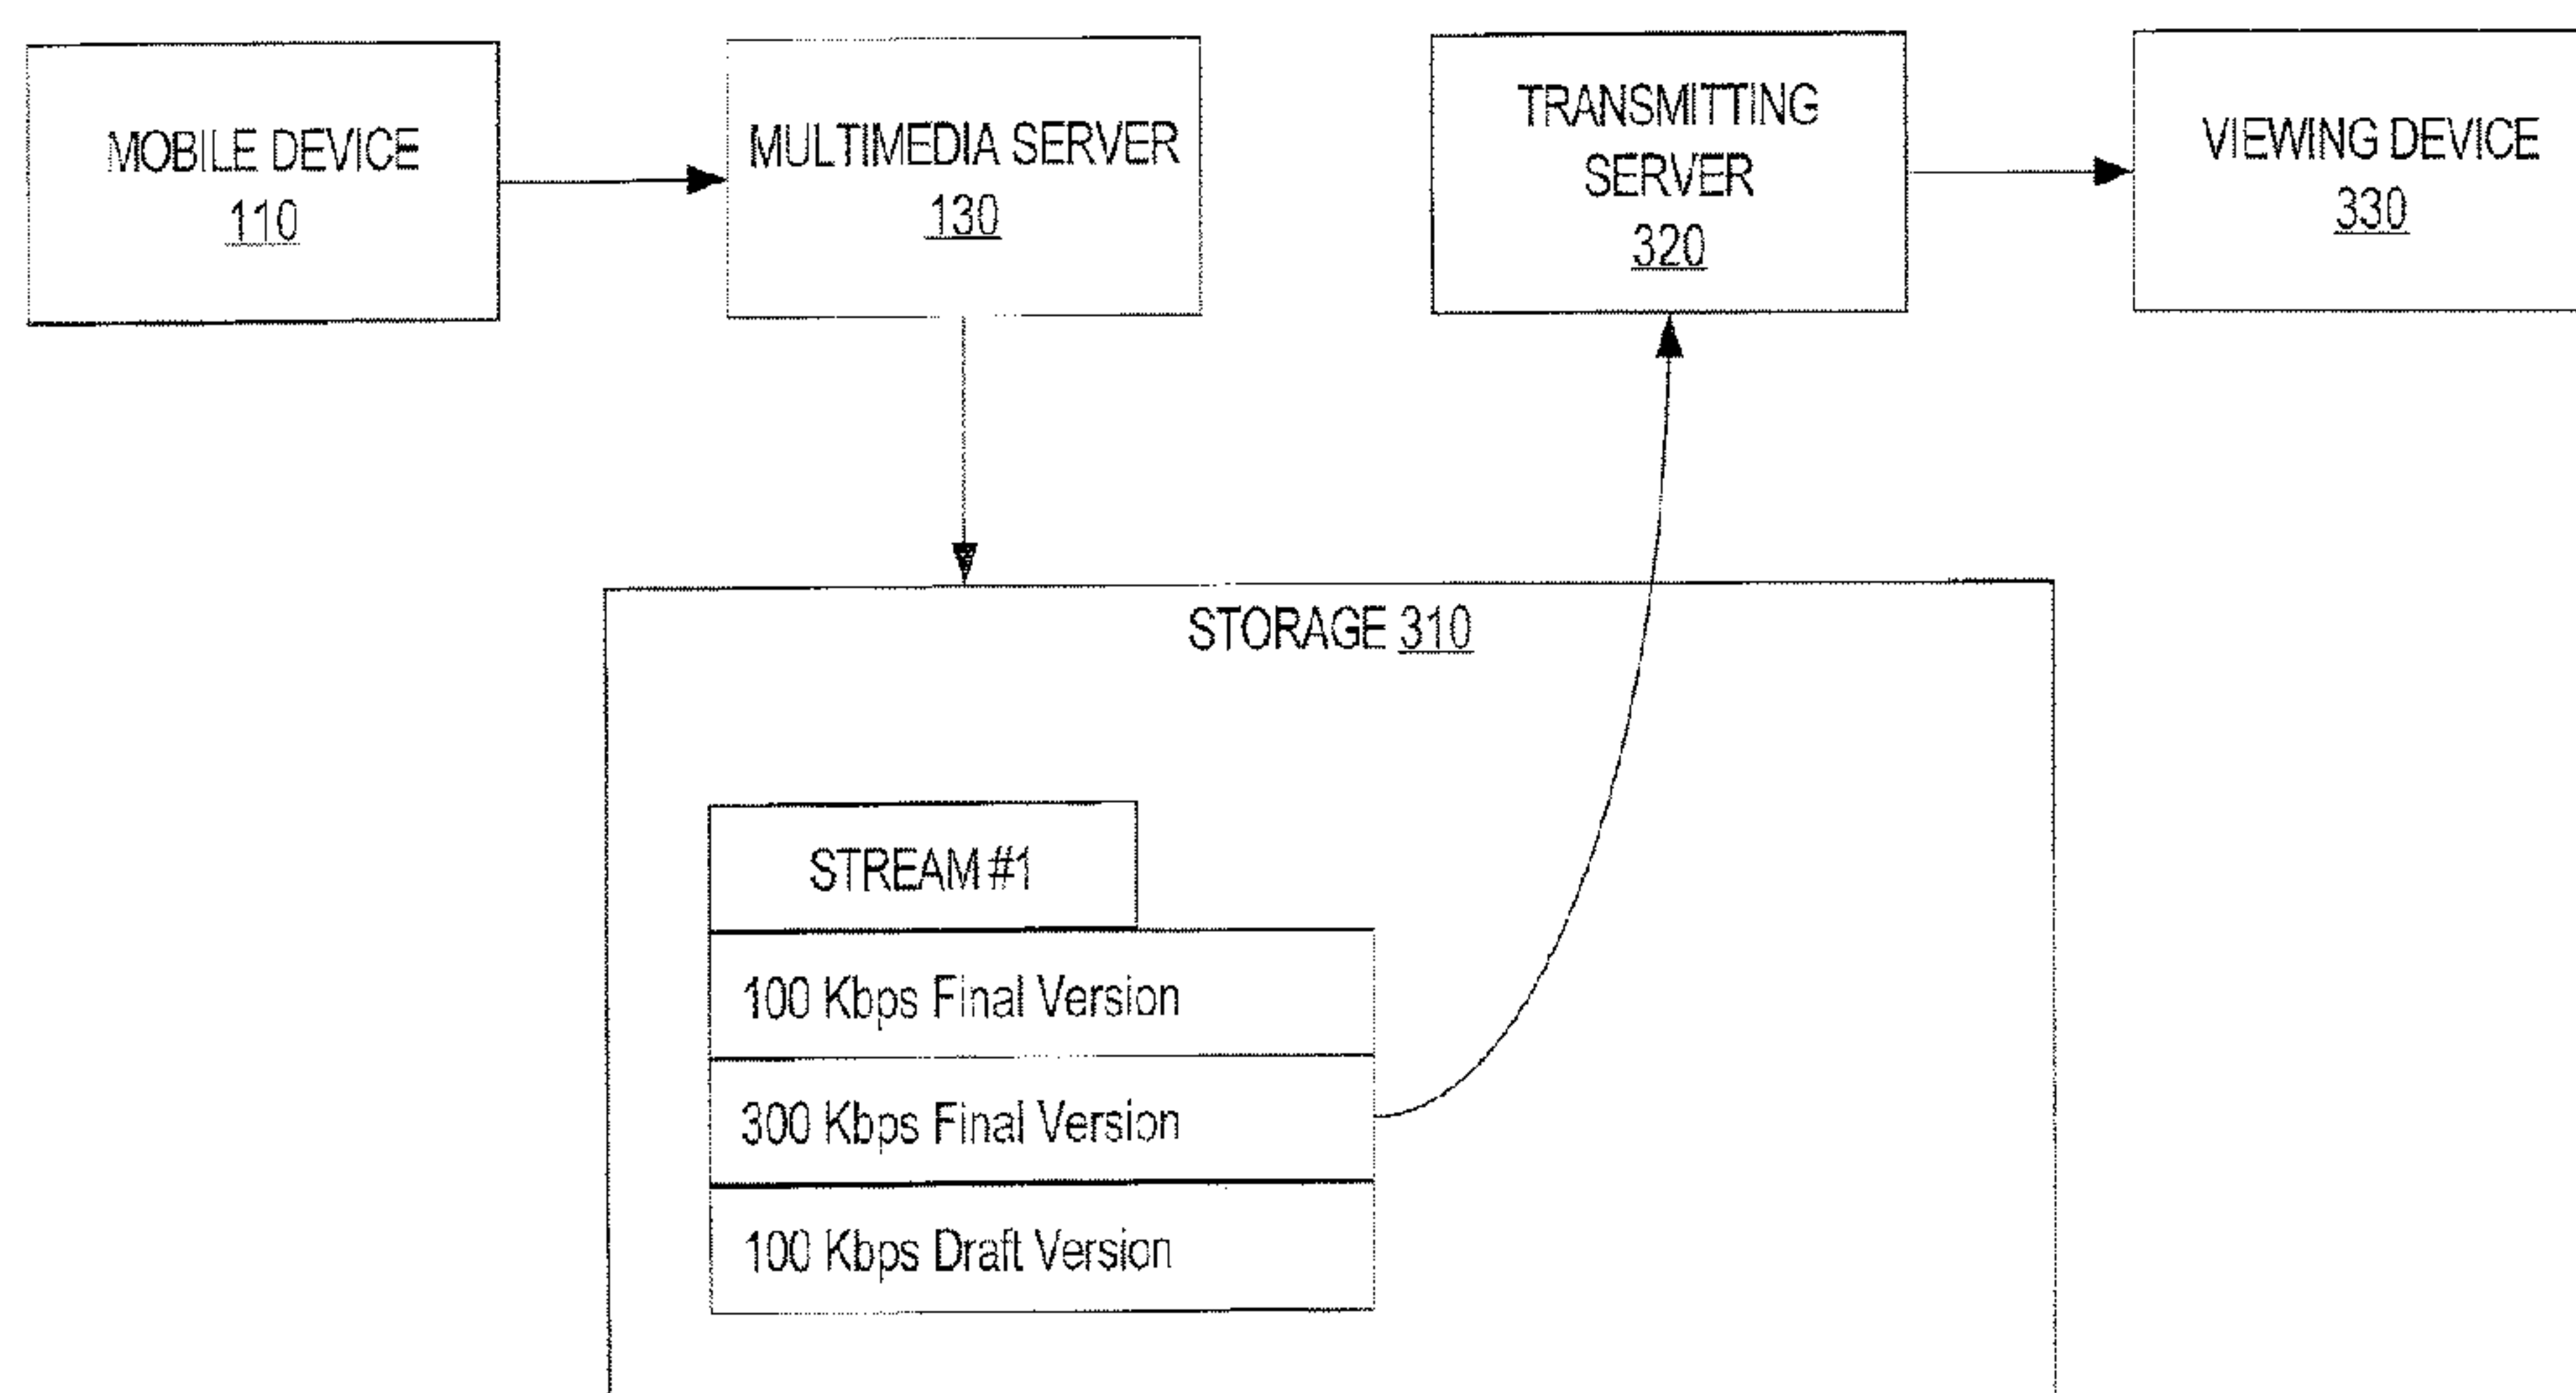 MOBILE DEVICE
110
MULTIMEDIA SERVER
130
TRANSMITTING
SERVER
320
VIEWING DEVICE
330
STORAGE 310
STREAM #1
100 Kbps Final Version
300 Kbps Final Version
100 Kbps Draft Version